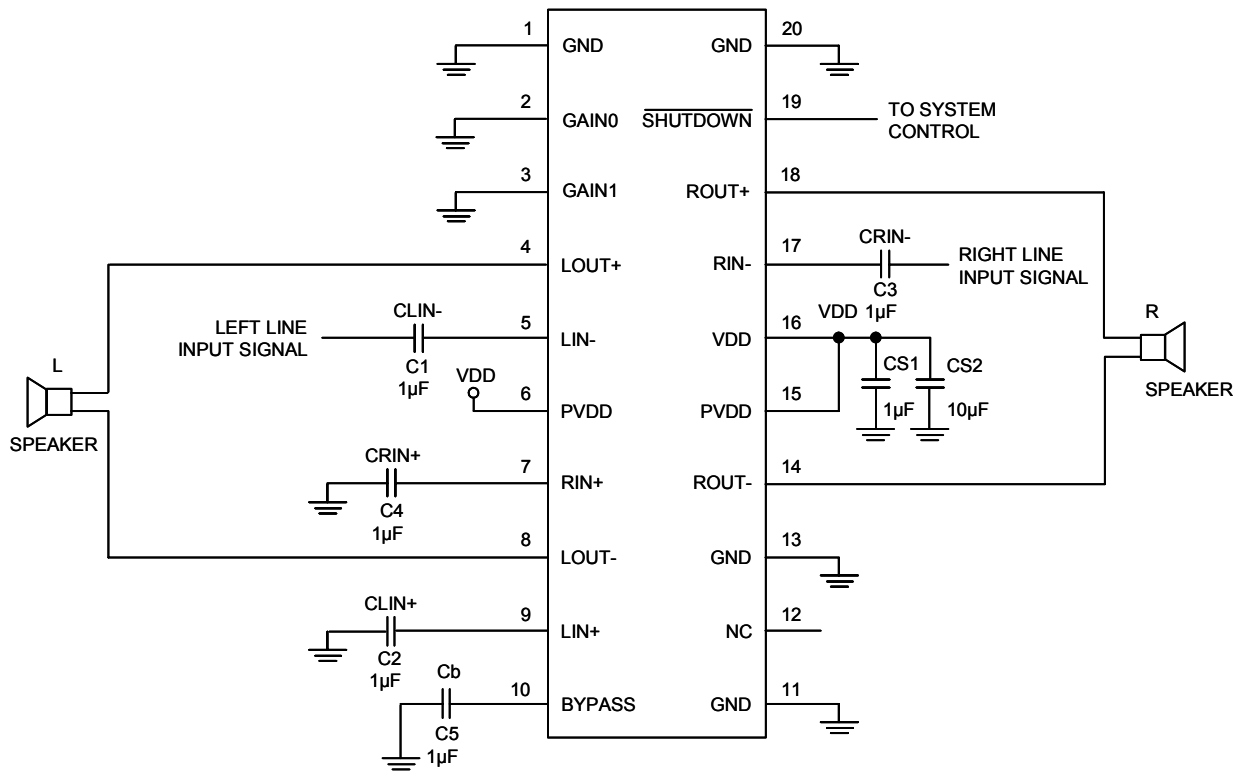 1
GND
GND
20
2
GAIN0
SHUTDOWN
19
TO SYSTEM
CONTROL
3
GAIN1
ROUT+
18
4
LOUT+
RIN-
17
CRIN-
C3
1µF
RIGHT LINE
INPUT SIGNAL
LEFT LINE
INPUT SIGNAL
CLIN-
C1
1µF
5
LIN-
VDD
16
VDD
CS1
1µF
CS2
10µF
R
SPEAKER
L
SPEAKER
VDD
6
PVDD
PVDD
15
CRIN+
C4
1µF
7
RIN+
ROUT-
14
8
LOUT-
GND
13
CLIN+
C2
1µF
9
LIN+
NC
12
Cb
C5
1µF
10
BYPASS
GND
11